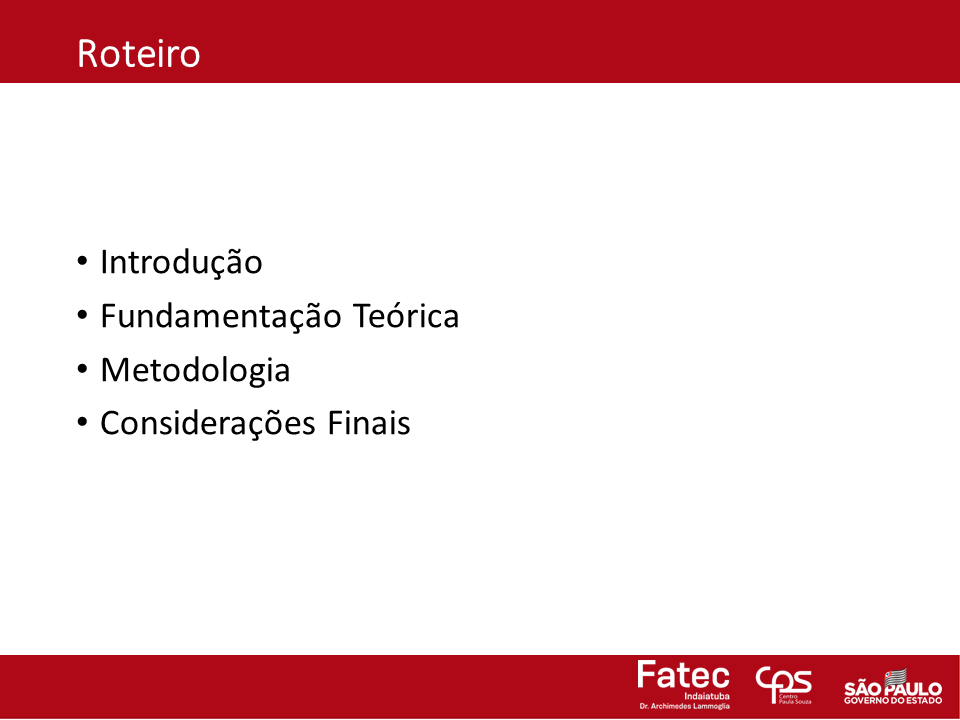 Roteiro
• Introdução
• Fundamentação Teórica
• Metodologia
• Considerações Finais
Fatec
Indaiatuba
Dr. Archimedes Lammoglia
CPS
Centro
Paula Souza
SÃO PAULO
GOVERNO DO ESTADO